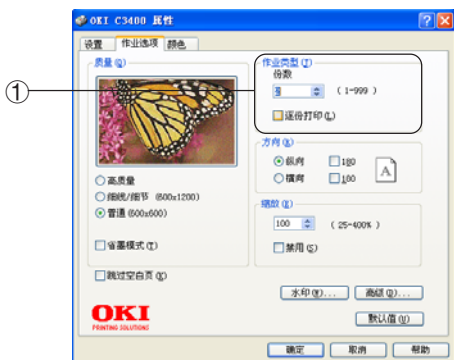 OKI C3400 属性
设置 作业选项 颜色
①
质量(Q)
高质量
细线/细节 (600x1200)
普通 (600x600)
省墨模式(T)
跳过空白页(K)
OKI
PRINTING SOLUTIONS
作业类型(J)
份数
( 1-999 )
逐份打印(L)
方向
纵向 180
横向 100
A
缩放
100 ( 25-400% )
禁用(S)
水印(W)... 高级(D)...
默认值(U)
确定 取消 帮助